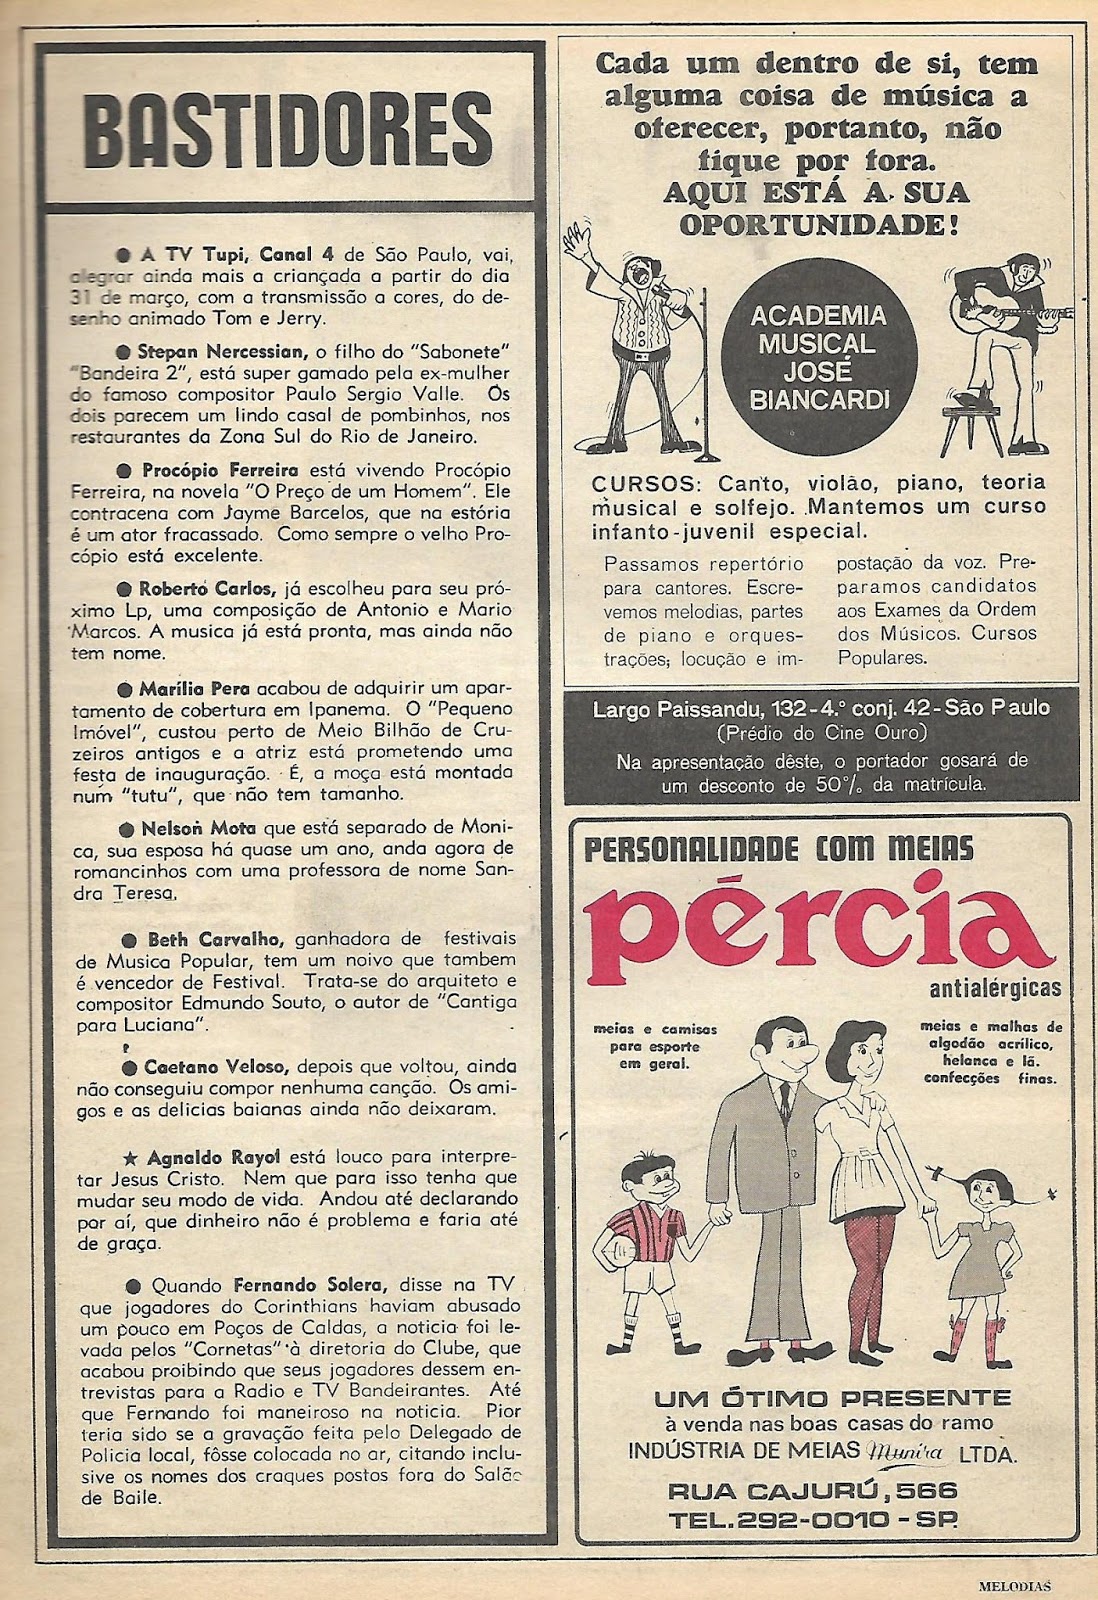 BASTIDORES
● A TV Tupi, Canal 4 de São Paulo, vai,
alegrar ainda mais a criançada a partir do dia
31 de março, com a transmissão a cores, do de-
senho animado Tom e Jerry.
● Stepan Nercessian, o filho do "Sabonete"
"Bandeira 2", está super gamado pela ex-mulher
do famoso compositor Paulo Sergio Valle. Os
dois parecem um lindo casal de pombinhos, nos
restaurantes da Zona Sul do Rio de Janeiro.
● Procópio Ferreira está vivendo Procópio
Ferreira, na novela "O Preço de um Homem". Ele
contracena com Jayme Barcelos, que na estória
é um ator fracassado. Como sempre o velho Pro-
cópio está excelente.
● Roberto Carlos, já escolheu para seu pró-
ximo Lp, uma composição de Antonio e Mario
Marcos. A musica já está pronta, mas ainda não
tem nome.
● Marília Pera acabou de adquirir um apar-
tamento de cobertura em Ipanema. O "Pequeno
Imóvel", custou perto de Meio Bilhão de Cru-
zeiros antigos e a atriz está prometendo uma
festa de inauguração. É, a moça está montada
num "tutu", que não tem tamanho.
● Nelson Mota que está separado de Moni-
ca, sua esposa há quase um ano, anda agora de
romancinhos com uma professora de nome San-
dra Teresa.
● Beth Carvalho, ganhadora de festivais
de Musica Popular, tem um noivo que tambem
é vencedor de Festival. Trata-se do arquiteto e
compositor Edmundo Souto, o autor de "Cantiga
para Luciana".
● Caetano Veloso, depois que voltou, ainda
não conseguiu compor nenhuma canção. Os ami-
gos e as delicias baianas ainda não deixaram.
★ Agnaldo Rayol está louco para interpre-
tar Jesus Cristo. Nem que para isso tenha que
mudar seu modo de vida. Andou até declarando
por aí, que dinheiro não é problema e faria até
de graça.
● Quando Fernando Solera, disse na TV
que jogadores do Corinthians haviam abusado
um pouco em Poços de Caldas, a noticia foi le-
vada pelos "Cornetas" à diretoria do Clube, que
acabou proibindo que seus jogadores dessem en-
trevistas para a Radio e TV Bandeirantes. Até
que Fernando foi maneiroso na noticia. Pior
teria sido se a gravação feita pelo Delegado de
Policia local, fôsse colocada no ar, citando inclu-
sive os nomes dos craques postos fora do Salão
de Baile.
Cada um dentro de si, tem
alguma coisa de música a
oferecer, portanto, não
fique por fora.
AQUI ESTÁ A SUA
OPORTUNIDADE!
ACADEMIA
MUSICAL
JOSÉ
BIANCARDI
CURSOS: Canto, violão, piano, teoria
musical e solfejo. Mantemos um curso
infanto-juvenil especial.
Passamos repertório
para cantores. Escre-
vemos melodias, partes
de piano e orques-
trações; locução e im-
postação da voz. Pre-
paramos candidatos
aos Exames da Ordem
dos Músicos. Cursos
Populares.
Largo Paissandu, 132-4.º conj. 42-São Paulo
(Prédio do Cine Ouro)
Na apresentação dêste, o portador gosará de
um desconto de 50% da matrícula.
PERSONALIDADE COM MEIAS
pércia
antialérgicas
meias e camisas
para esporte
em geral.
meias e malhas de
algodão acrílico,
helanca e lã.
confecções finas.
UM ÓTIMO PRESENTE
à venda nas boas casas do ramo
INDÚSTRIA DE MEIAS Munira LTDA.
RUA CAJURÚ, 566
TEL.292-0010-SP.
MELODIAS